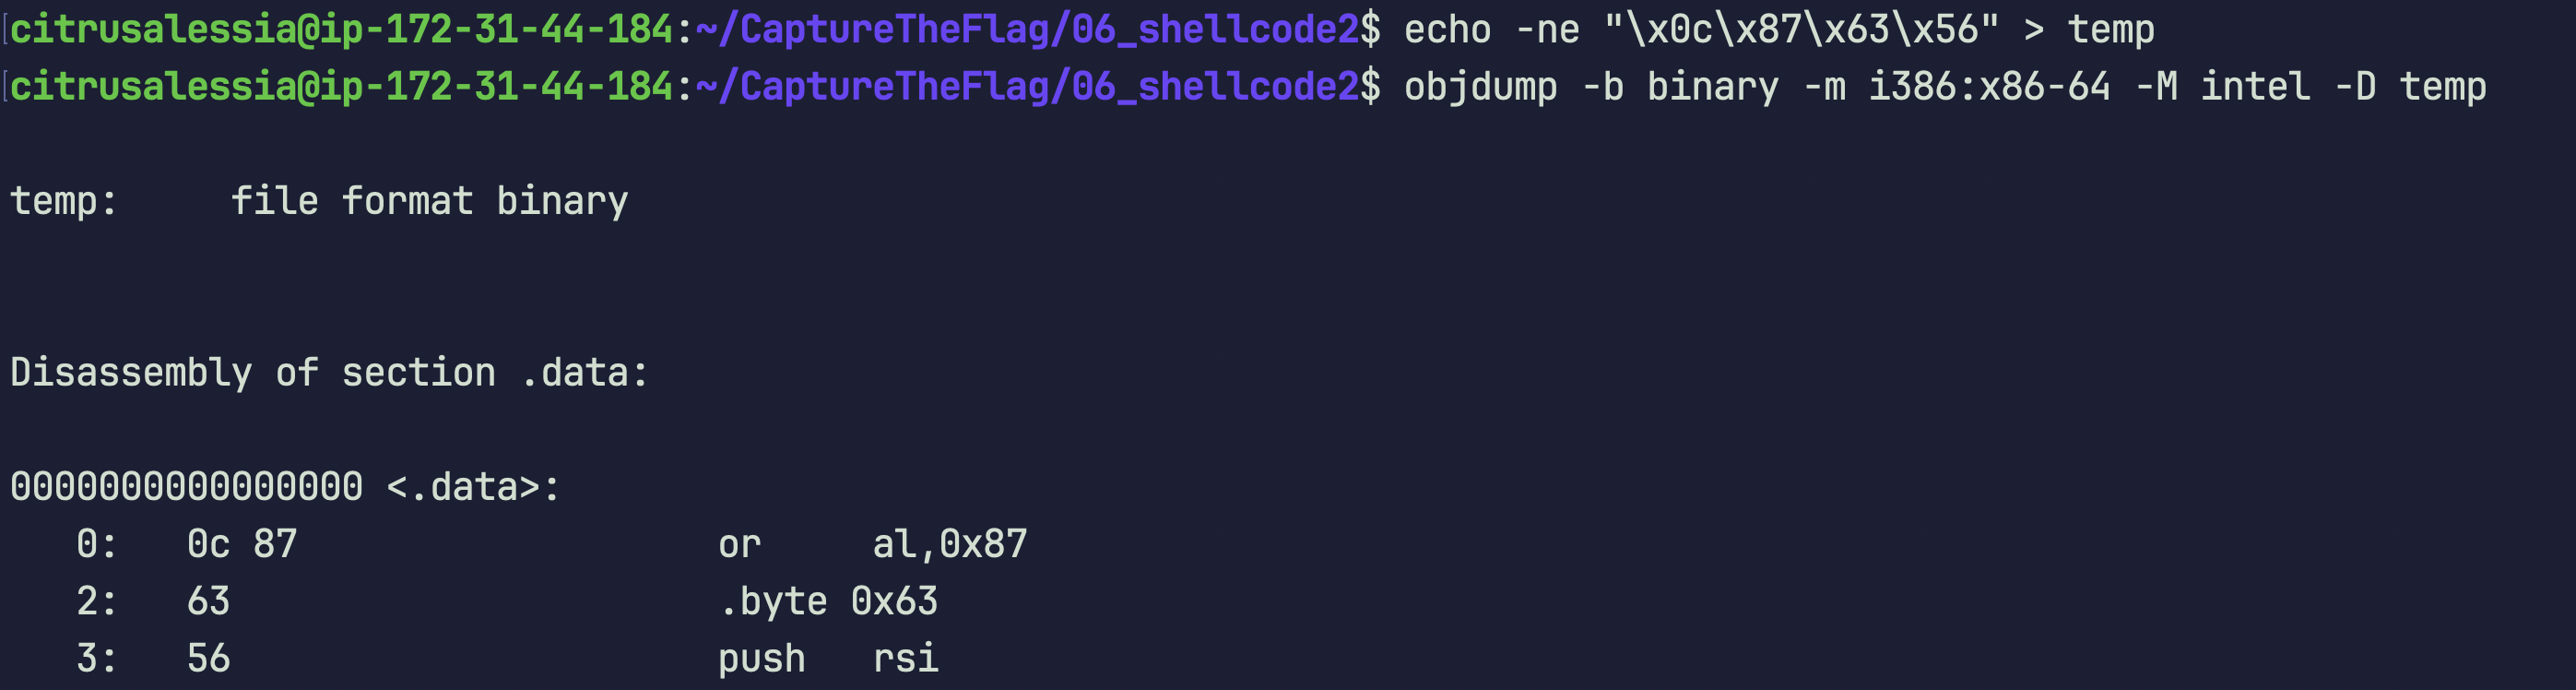 [citrusalessia@ip-172-31-44-184:~/CaptureTheFlag/06_shellcode2$ echo -ne "\x0c\x87\x63\x56" > temp
[citrusalessia@ip-172-31-44-184:~/CaptureTheFlag/06_shellcode2$ objdump -b binary -m i386:x86-64 -M intel -D temp
temp:     file format binary
Disassembly of section .data:
0000000000000000 <.data>:
   0:   0c 87                   or     al,0x87
   2:   63                      .byte 0x63
   3:   56                      push   rsi